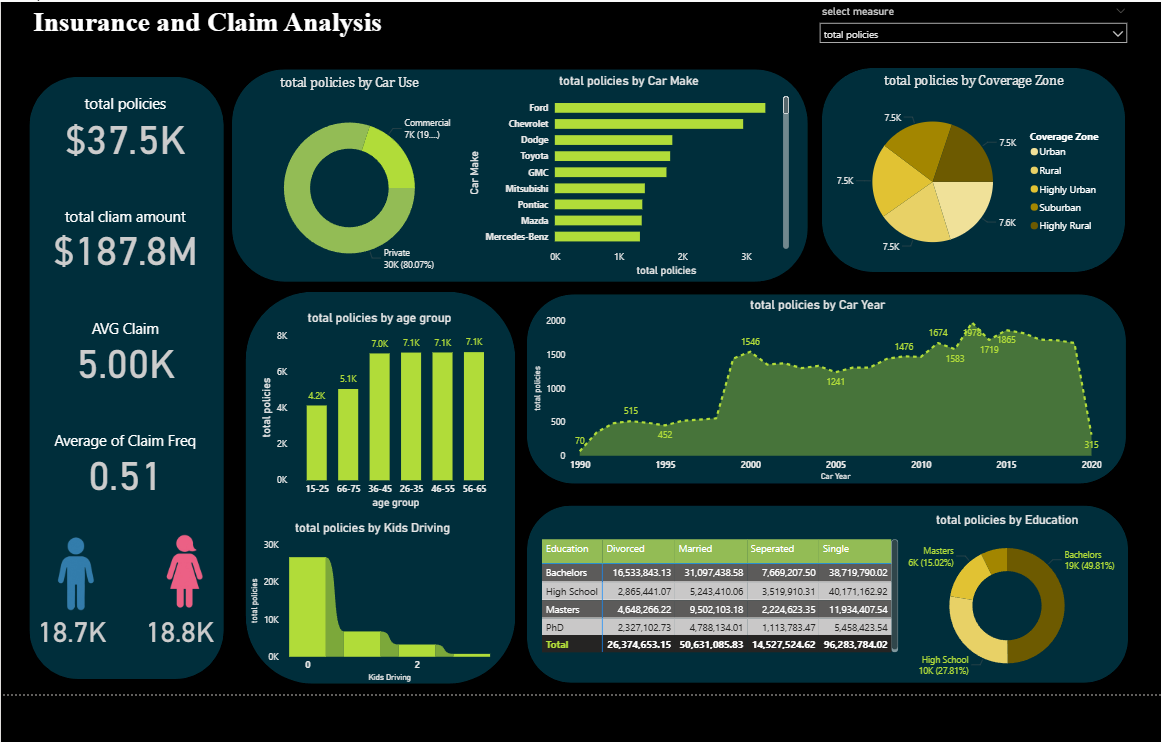 Insurance and Claim Analysis
select measure
total policies
total policies
$37.5K
total cliam amount
$187.8M
AVG Claim
5.00K
Average of Claim Freq
0.51
18.7K
18.8K
total policies by Car Use
Commercial
7K (19....)
Private
30K (80.07%)
total policies by Car Make
Car Make
Ford
Chevrolet
Dodge
Toyota
GMC
Mitsubishi
Pontiac
Mazda
Mercedes-Benz
0K 1K 2K 3K
total policies
total policies by Coverage Zone
7.5K
7.5K
7.5K
7.6K
7.5K
Coverage Zone
Urban
Rural
Highly Urban
Suburban
Highly Rural
total policies by age group
total policies
8K
6K
4K
2K
0K
4.2K 5.1K 7.0K 7.1K 7.1K 7.1K
15-25 66-75 36-45 26-35 46-55 56-65
age group
total policies by Kids Driving
total policies
30K
20K
10K
0K
0 2
Kids Driving
total policies by Car Year
total policies
2000
1500
1000
500
0
70 515 452 1546 1241 1476 1674 1583 1978 1719 1865 315
1990 1995 2000 2005 2010 2015 2020
Car Year
Education Divorced Married Seperated Single
Bachelors 16,533,843.13 31,097,438.58 7,669,207.50 38,719,790.02
High School 2,865,441.07 5,243,410.06 3,519,910.31 40,171,162.92
Masters 4,648,266.22 9,502,103.18 2,224,623.35 11,934,407.54
PhD 2,327,102.73 4,788,134.01 1,113,783.47 5,458,423.54
Total 26,374,653.15 50,631,085.83 14,527,524.62 96,283,784.02
total policies by Education
Masters
6K (15.02%)
Bachelors
19K (49.81%)
High School
10K (27.81%)